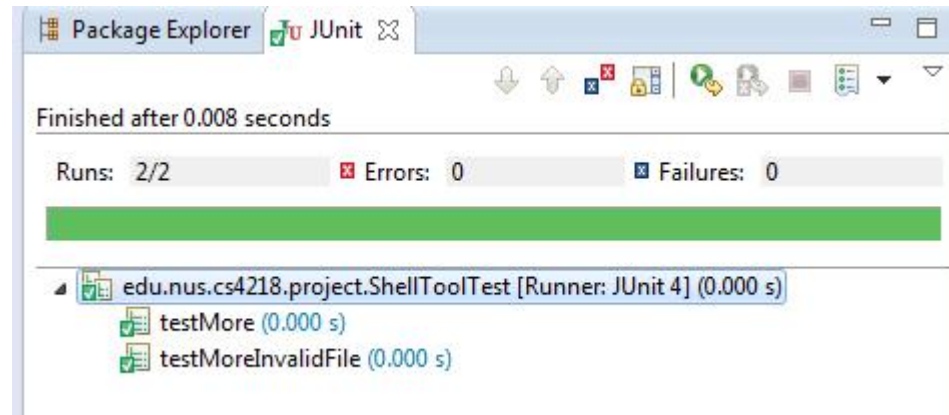 Package Explorer JUnit
Finished after 0.008 seconds
Runs: 2/2 Errors: 0 Failures: 0
edu.nus.cs4218.project.ShellToolTest [Runner: JUnit 4] (0.000 s)
testMore (0.000 s)
testMoreInvalidFile (0.000 s)